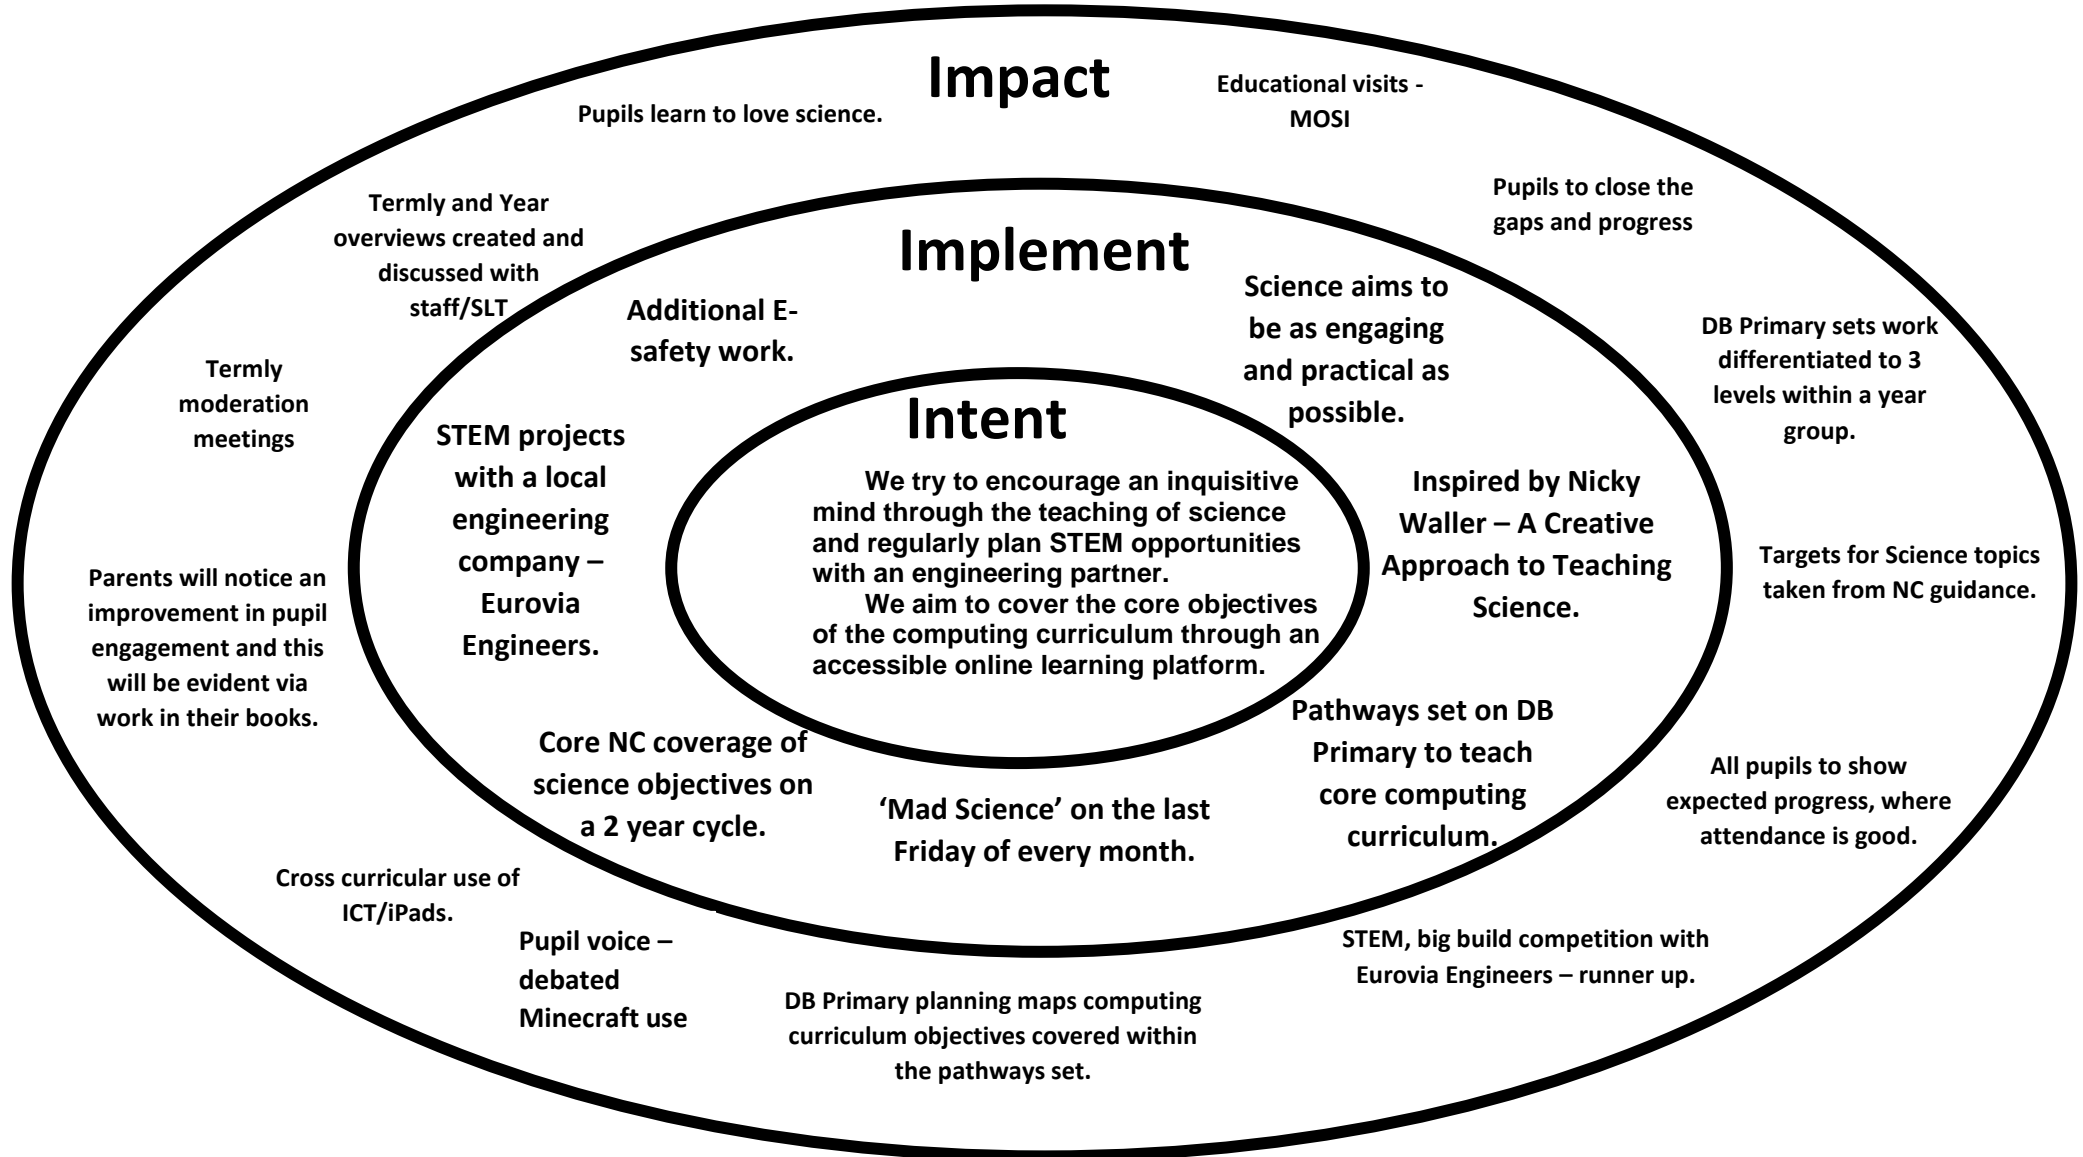 Impact
Pupils learn to love science.
Educational visits -
MOSI
Termly and Year
overviews created and
discussed with
staff/SLT
Pupils to close the
gaps and progress
Termly
moderation
meetings
DB Primary sets work
differentiated to 3
levels within a year
group.
Parents will notice an
improvement in pupil
engagement and this
will be evident via
work in their books.
Targets for Science topics
taken from NC guidance.
All pupils to show
expected progress, where
attendance is good.
Cross curricular use of
ICT/iPads.
Pupil voice –
debated
Minecraft use
DB Primary planning maps computing
curriculum objectives covered within
the pathways set.
STEM, big build competition with
Eurovia Engineers – runner up.
Implement
Additional E-
safety work.
Science aims to
be as engaging
and practical as
possible.
STEM projects
with a local
engineering
company –
Eurovia
Engineers.
Inspired by Nicky
Waller – A Creative
Approach to Teaching
Science.
Core NC coverage of
science objectives on
a 2 year cycle.
‘Mad Science’ on the last
Friday of every month.
Pathways set on DB
Primary to teach
core computing
curriculum.
Intent
We try to encourage an inquisitive
mind through the teaching of science
and regularly plan STEM opportunities
with an engineering partner.
We aim to cover the core objectives
of the computing curriculum through an
accessible online learning platform.